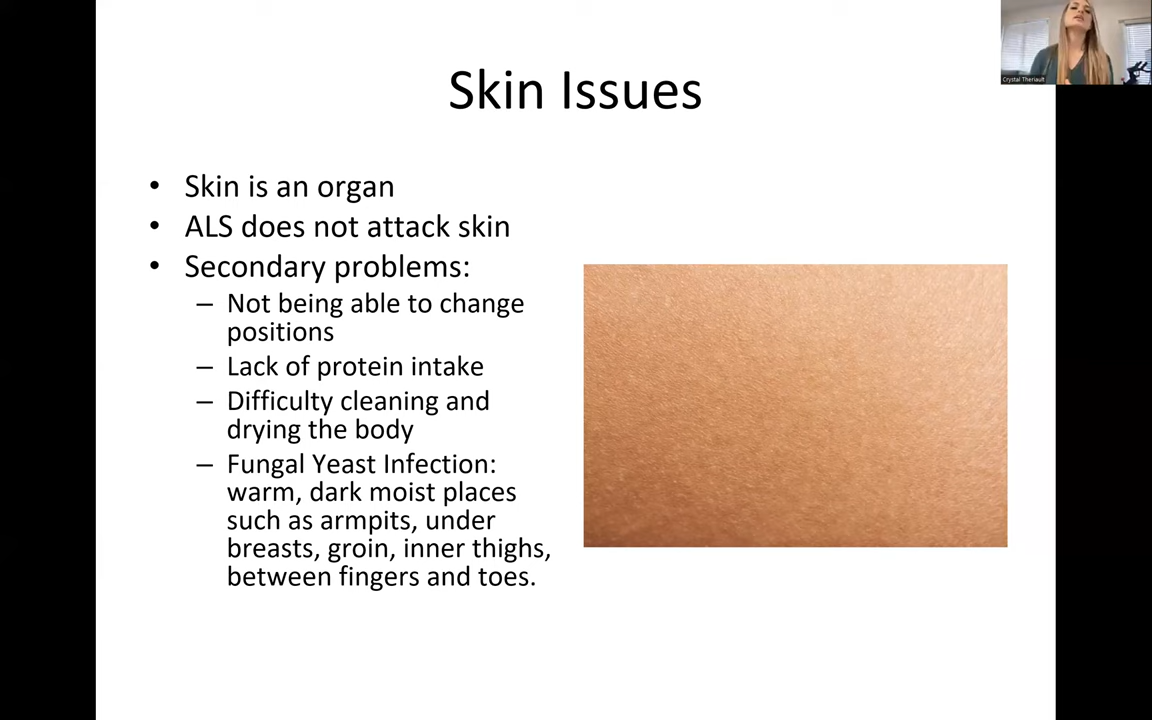 Crystal Theriault
Skin Issues
• Skin is an organ
• ALS does not attack skin
• Secondary problems:
– Not being able to change
positions
– Lack of protein intake
– Difficulty cleaning and
drying the body
– Fungal Yeast Infection:
warm, dark moist places
such as armpits, under
breasts, groin, inner thighs,
between fingers and toes.